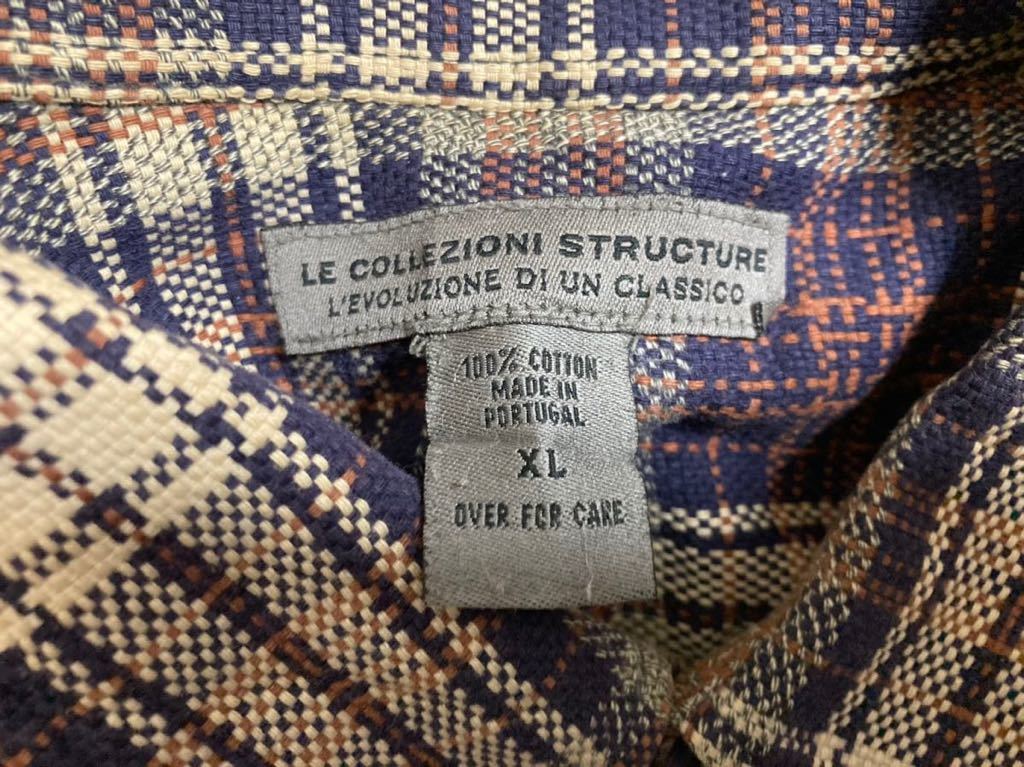 LE COLLEZIONI STRUCTURE
L'EVOLUZIONE DI UN CLASSICO
100% COTTON
MADE IN
PORTUGAL
XL
OVER FOR CARE